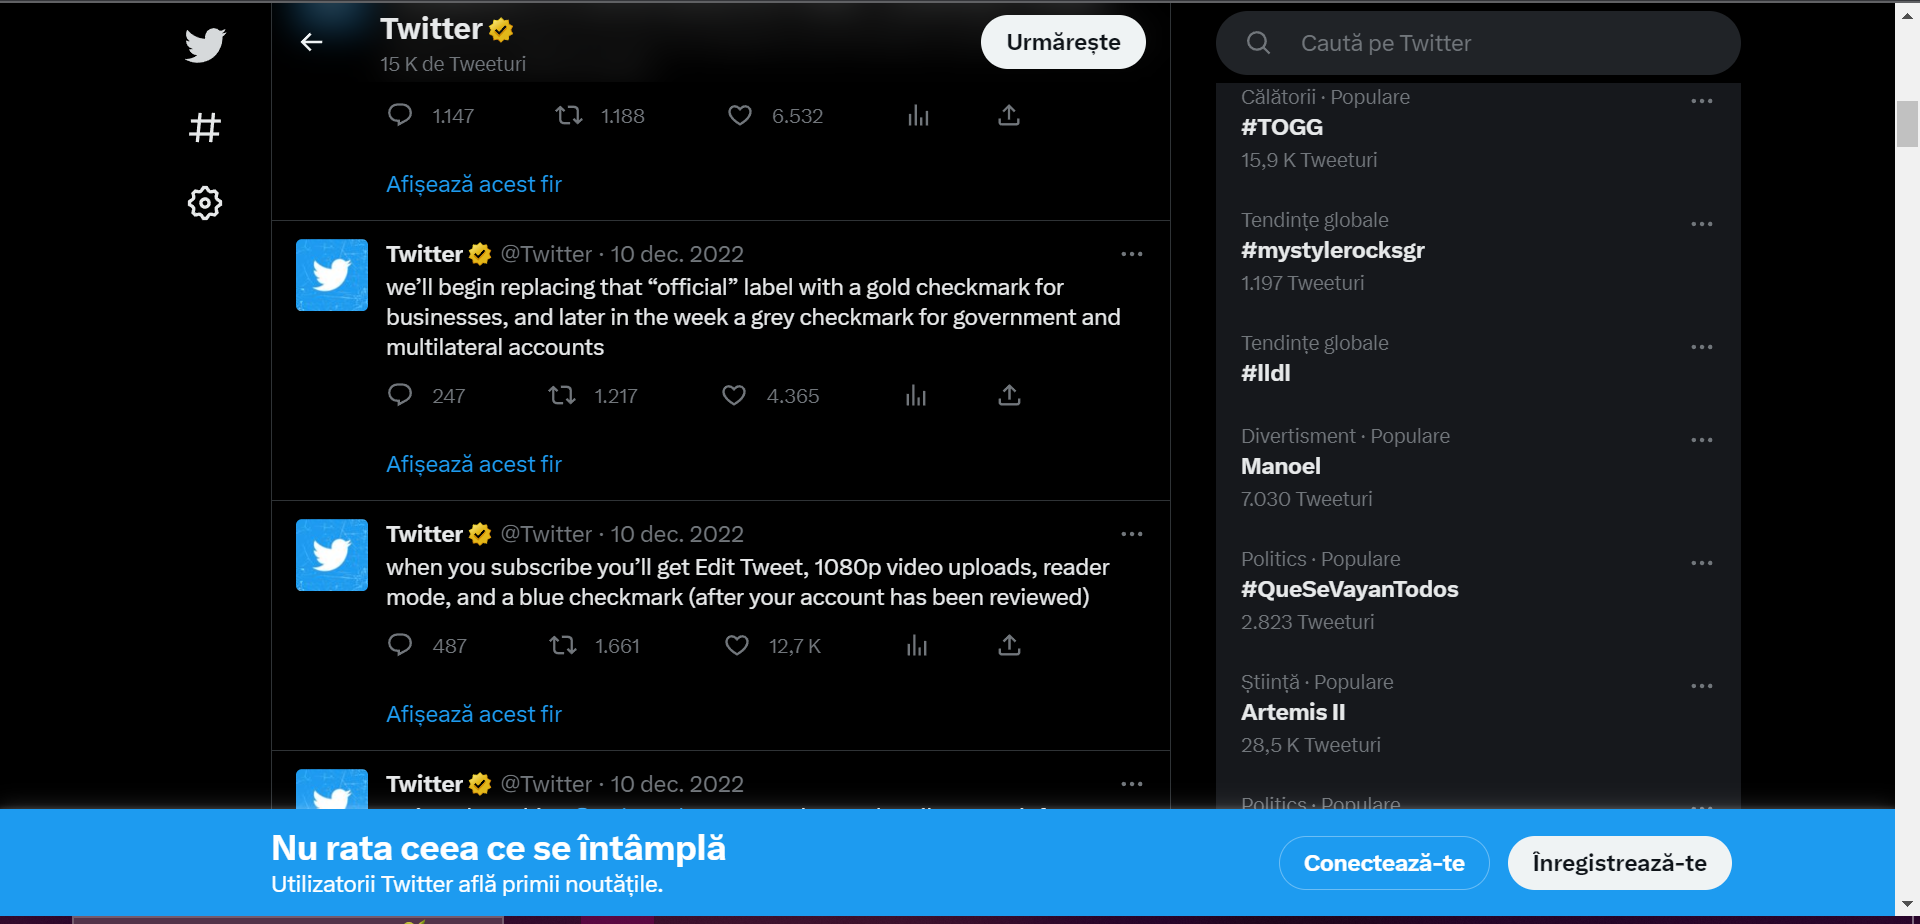 Twitter
15 K de Tweeturi
Urmărește
1.147 1.188 6.532
Afișează acest fir
Twitter @Twitter · 10 dec. 2022
we’ll begin replacing that “official” label with a gold checkmark for
businesses, and later in the week a grey checkmark for government and
multilateral accounts
247 1.217 4.365
Afișează acest fir
Twitter @Twitter · 10 dec. 2022
when you subscribe you’ll get Edit Tweet, 1080p video uploads, reader
mode, and a blue checkmark (after your account has been reviewed)
487 1.661 12,7 K
Afișează acest fir
Twitter @Twitter · 10 dec. 2022
Caută pe Twitter
Călătorii · Populare
#TOGG
15,9 K Tweeturi
Tendințe globale
#mystylerocksgr
1.197 Tweeturi
Tendințe globale
#lldl
Divertisment · Populare
Manoel
7.030 Tweeturi
Politics · Populare
#QueSeVayanTodos
2.823 Tweeturi
Știință · Populare
Artemis II
28,5 K Tweeturi
Politics · Populare
Nu rata ceea ce se întâmplă
Utilizatorii Twitter află primii noutățile.
Conectează-te
Înregistrează-te